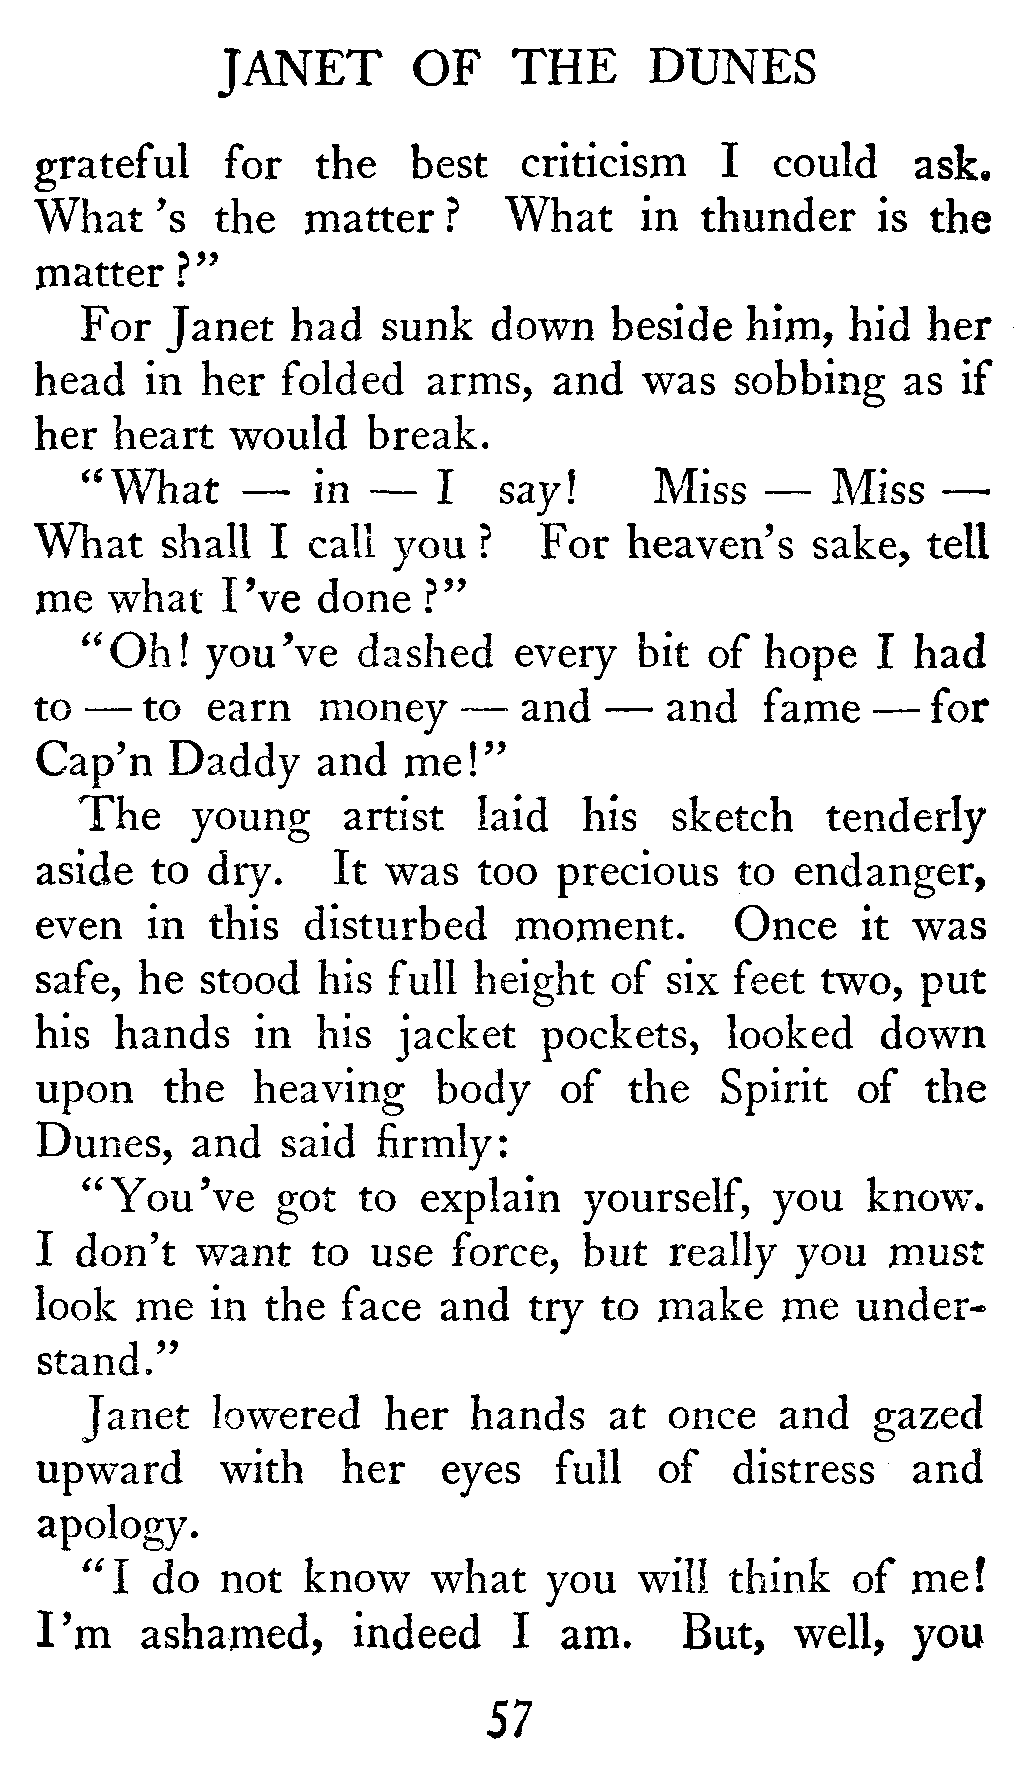 JANET OF THE DUNES
grateful for the best criticism I could ask.
What's the matter? What in thunder is the
matter?"
For Janet had sunk down beside him, hid her
head in her folded arms, and was sobbing as if
her heart would break.
"What — in — I say! Miss — Miss —
What shall I call you? For heaven's sake, tell
me what I've done?"
"Oh! you've dashed every bit of hope I had
to — to earn money — and — and fame — for
Cap'n Daddy and me!"
The young artist laid his sketch tenderly
aside to dry. It was too precious to endanger,
even in this disturbed moment. Once it was
safe, he stood his full height of six feet two, put
his hands in his jacket pockets, looked down
upon the heaving body of the Spirit of the
Dunes, and said firmly:
"You've got to explain yourself, you know.
I don't want to use force, but really you must
look me in the face and try to make me under-
stand."
Janet lowered her hands at once and gazed
upward with her eyes full of distress and
apology.
"I do not know what you will think of me!
I'm ashamed, indeed I am. But, well, you
57